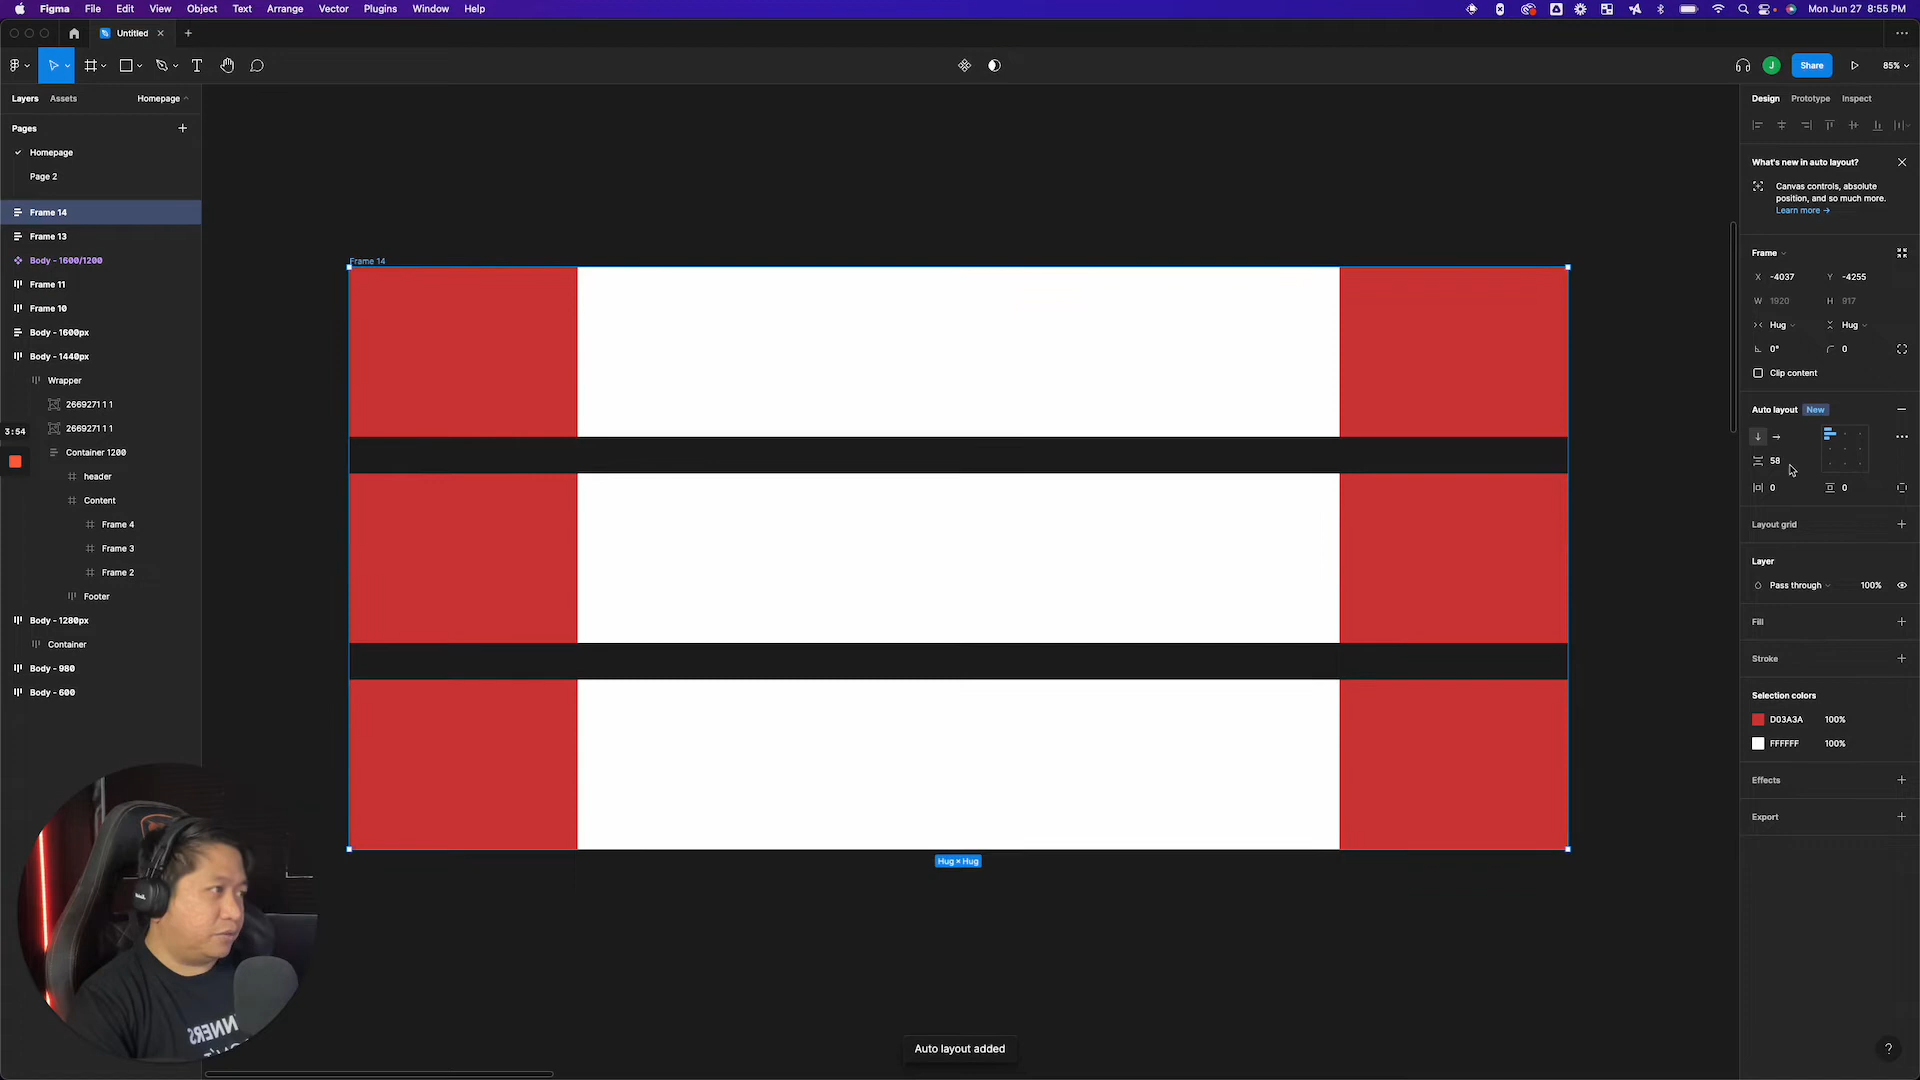 Figma File Edit View Object Text Arrange Vector Plugins Window Help
Mon Jun 27 8:55 PM
Untitled
J
Share
85%
Layers Assets Homepage
Design Prototype Inspect
Pages
Homepage
Page 2
Frame 14
Frame 13
Body - 1600/1200
Frame 11
Frame 10
Body - 1600px
Body - 1440px
Wrapper
2669271 1 1
2669271 1 1
3:54
Container 1200
header
Content
Frame 4
Frame 3
Frame 2
Footer
Body - 1280px
Container
Body - 980
Body - 600
Frame 14
Hug × Hug
Auto layout added
What's new in auto layout?
Canvas controls, absolute
position, and so much more.
Learn more →
Frame
X -4037 Y -4255
W 1920 H 917
Hug Hug
0° 0
Clip content
Auto layout New
58
0 0
Layout grid
Layer
Pass through 100%
Fill
Stroke
Selection colors
D03A3A 100%
FFFFFF 100%
Effects
Export
?